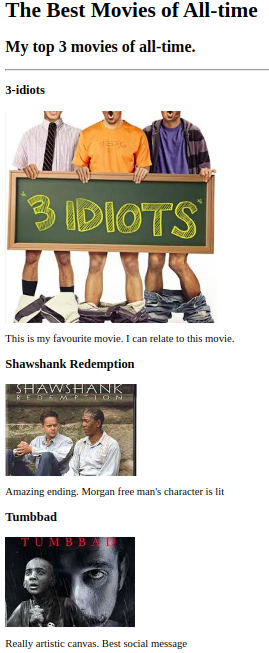 The Best Movies of All-time
My top 3 movies of all-time.
3-idiots
"3 IDIOTS"
This is my favourite movie. I can relate to this movie.
Shawshank Redemption
SHAWSHANK
REDEMPTION
Amazing ending. Morgan free man's character is lit
Tumbbad
TUMBBAD
Really artistic canvas. Best social message